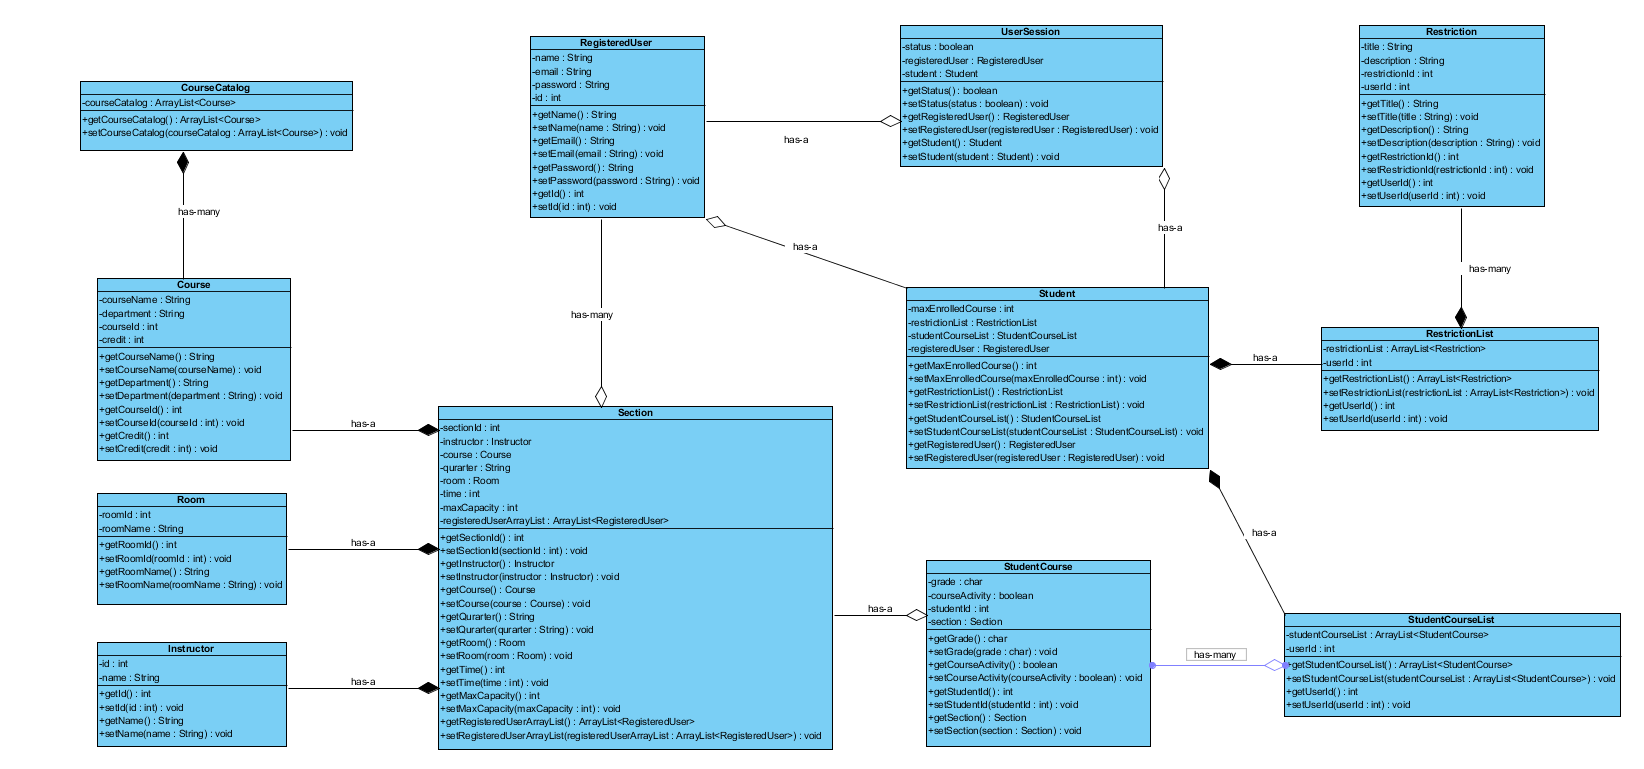 CourseCatalog
-courseCatalog : ArrayList<Course>
+getCourseCatalog() : ArrayList<Course>
+setCourseCatalog(courseCatalog : ArrayList<Course>) : void
has-many
Course
-courseName : String
-department : String
-courseId : int
-credit : int
+getCourseName() : String
+setCourseName(courseName) : void
+getDepartment() : String
+setDepartment(department : String) : void
+getCourseId() : int
+setCourseId(courseId : int) : void
+getCredit() : int
+setCredit(credit : int) : void
has-a
Room
-roomId : int
-roomName : String
+getRoomId() : int
+setRoomId(roomId : int) : void
+getRoomName() : String
+setRoomName(roomName : String) : void
has-a
Instructor
-id : int
-name : String
+getId() : int
+setId(id : int) : void
+getName() : String
+setName(name : String) : void
has-a
RegisteredUser
-name : String
-email : String
-password : String
-id : int
+getName() : String
+setName(name : String) : void
+getEmail() : String
+setEmail(email : String) : void
+getPassword() : String
+setPassword(password : String) : void
+getId() : int
+setId(id : int) : void
has-a
has-a
has-many
Section
-sectionId : int
-instructor : Instructor
-course : Course
-qurarter : String
-room : Room
-time : int
-maxCapacity : int
-registeredUserArrayList : ArrayList<RegisteredUser>
+getSectionId() : int
+setSectionId(sectionId : int) : void
+getInstructor() : Instructor
+setInstructor(instructor : Instructor) : void
+getCourse() : Course
+setCourse(course : Course) : void
+getQurarter() : String
+setQurarter(qurarter : String) : void
+getRoom() : Room
+setRoom(room : Room) : void
+getTime() : int
+setTime(time : int) : void
+getMaxCapacity() : int
+setMaxCapacity(maxCapacity : int) : void
+getRegisteredUserArrayList() : ArrayList<RegisteredUser>
+setRegisteredUserArrayList(registeredUserArrayList : ArrayList<RegisteredUser>) : void
has-a
UserSession
-status : boolean
-registeredUser : RegisteredUser
-student : Student
+getStatus() : boolean
+setStatus(status : boolean) : void
+getRegisteredUser() : RegisteredUser
+setRegisteredUser(registeredUser : RegisteredUser) : void
+getStudent() : Student
+setStudent(student : Student) : void
has-a
Student
-maxEnrolledCourse : int
-restrictionList : RestrictionList
-studentCourseList : StudentCourseList
-registeredUser : RegisteredUser
+getMaxEnrolledCourse() : int
+setMaxEnrolledCourse(maxEnrolledCourse : int) : void
+getRestrictionList() : RestrictionList
+setRestrictionList(restrictionList : RestrictionList) : void
+getStudentCourseList() : StudentCourseList
+setStudentCourseList(studentCourseList : StudentCourseList) : void
+getRegisteredUser() : RegisteredUser
+setRegisteredUser(registeredUser : RegisteredUser) : void
has-a
has-a
StudentCourse
-grade : char
-courseActivity : boolean
-studentId : int
-section : Section
+getGrade() : char
+setGrade(grade : char) : void
+getCourseActivity() : boolean
+setCourseActivity(courseActivity : boolean) : void
+getStudentId() : int
+setStudentId(studentId : int) : void
+getSection() : Section
+setSection(section : Section) : void
has-many
Restriction
-title : String
-description : String
-restrictionId : int
-userId : int
+getTitle() : String
+setTitle(title : String) : void
+getDescription() : String
+setDescription(description : String) : void
+getRestrictionId() : int
+setRestrictionId(restrictionId : int) : void
+getUserId() : int
+setUserId(userId : int) : void
has-many
RestrictionList
-restrictionList : ArrayList<Restriction>
-userId : int
+getRestrictionList() : ArrayList<Restriction>
+setRestrictionList(restrictionList : ArrayList<Restriction>) : void
+getUserId() : int
+setUserId(userId : int) : void
StudentCourseList
-studentCourseList : ArrayList<StudentCourse>
-userId : int
+getStudentCourseList() : ArrayList<StudentCourse>
+setStudentCourseList(studentCourseList : ArrayList<StudentCourse>) : void
+getUserId() : int
+setUserId(userId : int) : void